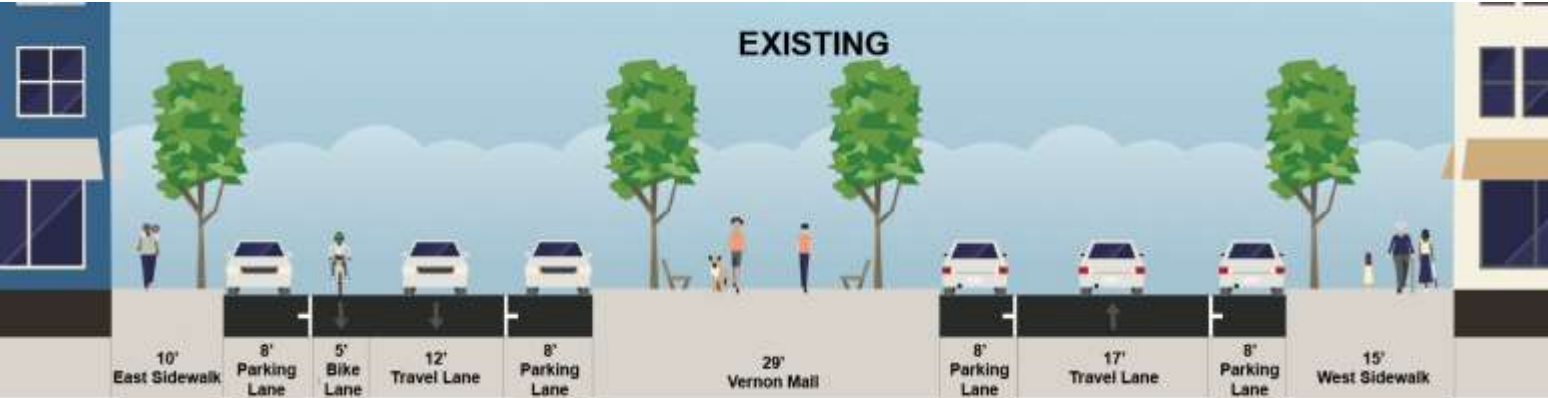 EXISTING
10'
East Sidewalk
8'
Parking
Lane
5'
Bike
Lane
12'
Travel Lane
8'
Parking
Lane
29'
Vernon Mall
8'
Parking
Lane
17'
Travel Lane
8'
Parking
Lane
15'
West Sidewalk